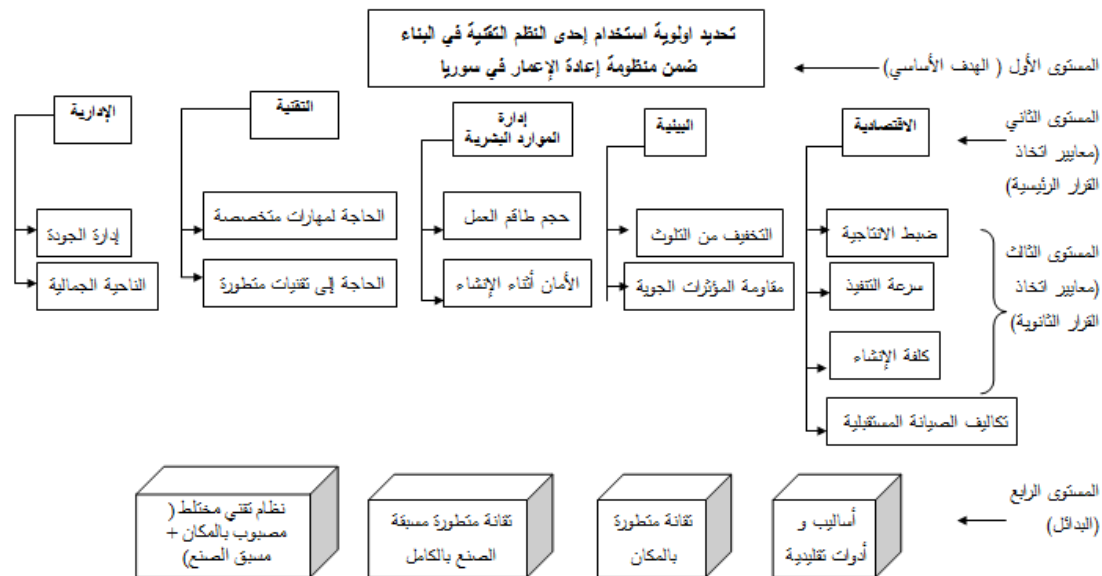 تحديد اولوية استخدام إحدى النظم التقنية في البناء
ضمن منظومة إعادة الإعمار في سوريا
المستوى الأول ( الهدف الأساسي)
المستوى الثاني
(معايير اتخاذ
القرار الرئيسية)
الاقتصادية
البيئية
إدارة
الموارد البشرية
التقنية
الإدارية
المستوى الثالث
(معايير اتخاذ
القرار الثانوية)
ضبط الانتاجية
سرعة التنفيذ
كلفة الإنشاء
تكاليف الصيانة المستقبلية
التخفيف من التلوث
مقاومة المؤثرات الجوية
حجم طاقم العمل
الأمان أثناء الإنشاء
الحاجة لمهارات متخصصة
الحاجة إلى تقنيات متطورة
إدارة الجودة
الناحية الجمالية
المستوى الرابع
(البدائل)
أساليب و
أدوات تقليدية
تقانة متطورة
بالمكان
تقانة متطورة مسبقة
الصنع بالكامل
نظام تقني مختلط (
مصبوب بالمكان +
مسبق الصنع)